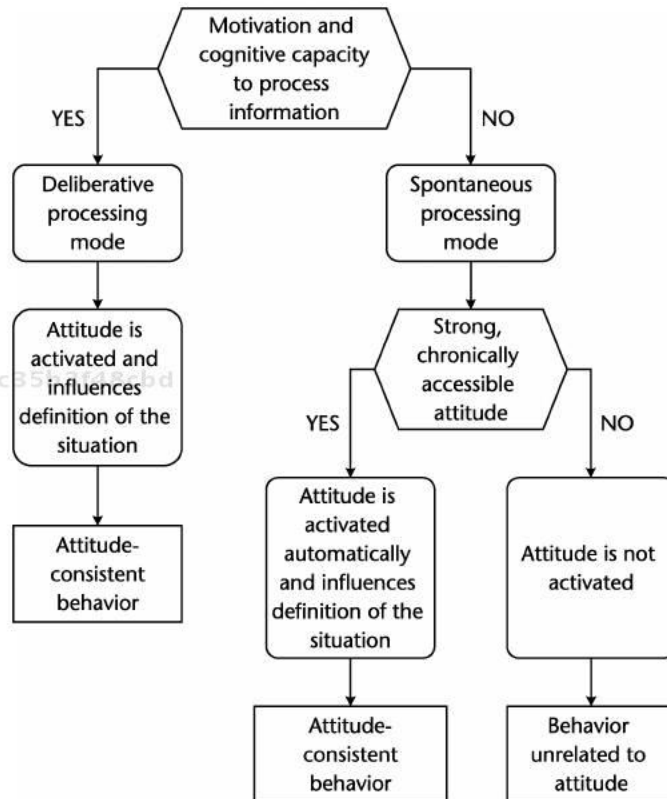 Motivation and
cognitive capacity
to process
information
YES
NO
Deliberative
processing
mode
Spontaneous
processing
mode
Attitude is
activated and
influences
definition of the
situation
Strong,
chronically
accessible
attitude
YES
NO
Attitude-
consistent
behavior
Attitude is
activated
automatically
and influences
definition of the
situation
Attitude is not
activated
Attitude-
consistent
behavior
Behavior
unrelated to
attitude